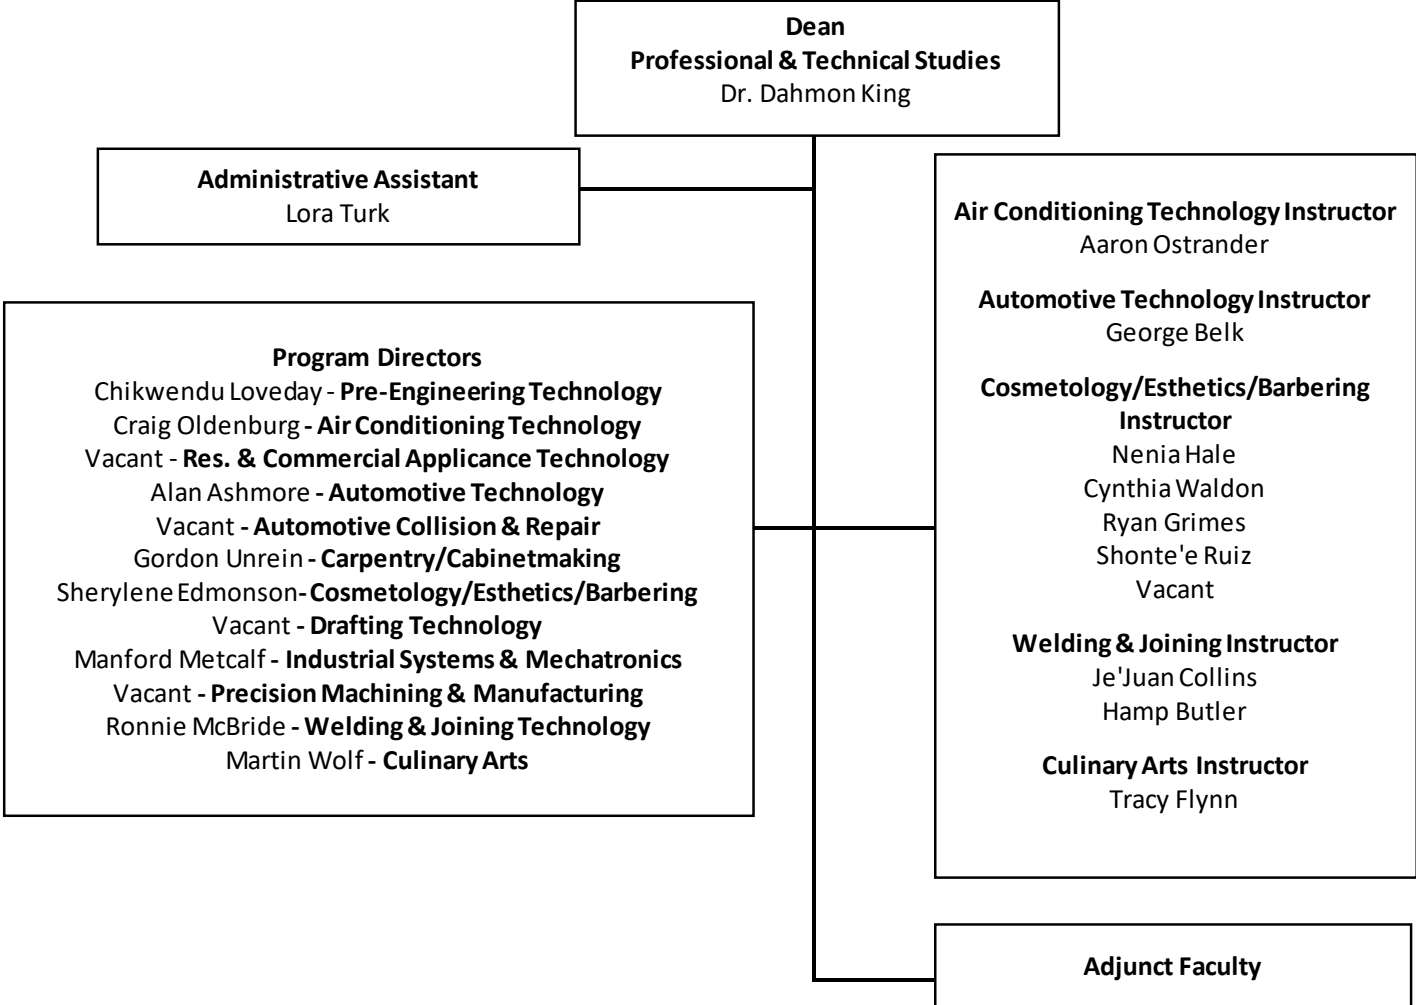 Dean
Professional & Technical Studies
Dr. Dahmon King
Administrative Assistant
Lora Turk
Program Directors
Chikwendu Loveday - Pre-Engineering Technology
Craig Oldenburg - Air Conditioning Technology
Vacant - Res. & Commercial Applicance Technology
Alan Ashmore - Automotive Technology
Vacant - Automotive Collision & Repair
Gordon Unrein - Carpentry/Cabinetmaking
Sherylene Edmonson- Cosmetology/Esthetics/Barbering
Vacant - Drafting Technology
Manford Metcalf - Industrial Systems & Mechatronics
Vacant - Precision Machining & Manufacturing
Ronnie McBride - Welding & Joining Technology
Martin Wolf - Culinary Arts
Air Conditioning Technology Instructor
Aaron Ostrander
Automotive Technology Instructor
George Belk
Cosmetology/Esthetics/Barbering
Instructor
Nenia Hale
Cynthia Waldon
Ryan Grimes
Shonte'e Ruiz
Vacant
Welding & Joining Instructor
Je'Juan Collins
Hamp Butler
Culinary Arts Instructor
Tracy Flynn
Adjunct Faculty